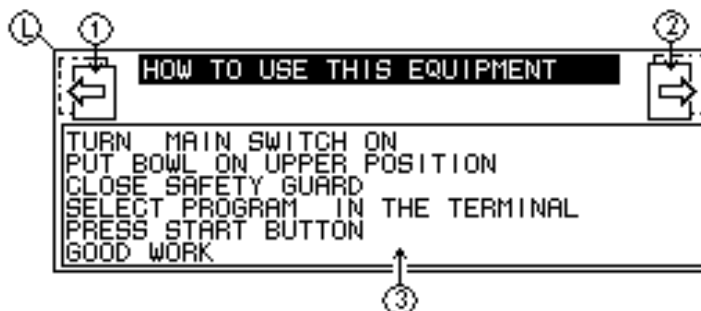 L 1 2
HOW TO USE THIS EQUIPMENT
TURN MAIN SWITCH ON
PUT BOWL ON UPPER POSITION
CLOSE SAFETY GUARD
SELECT PROGRAM IN THE TERMINAL
PRESS START BUTTON
GOOD WORK
3